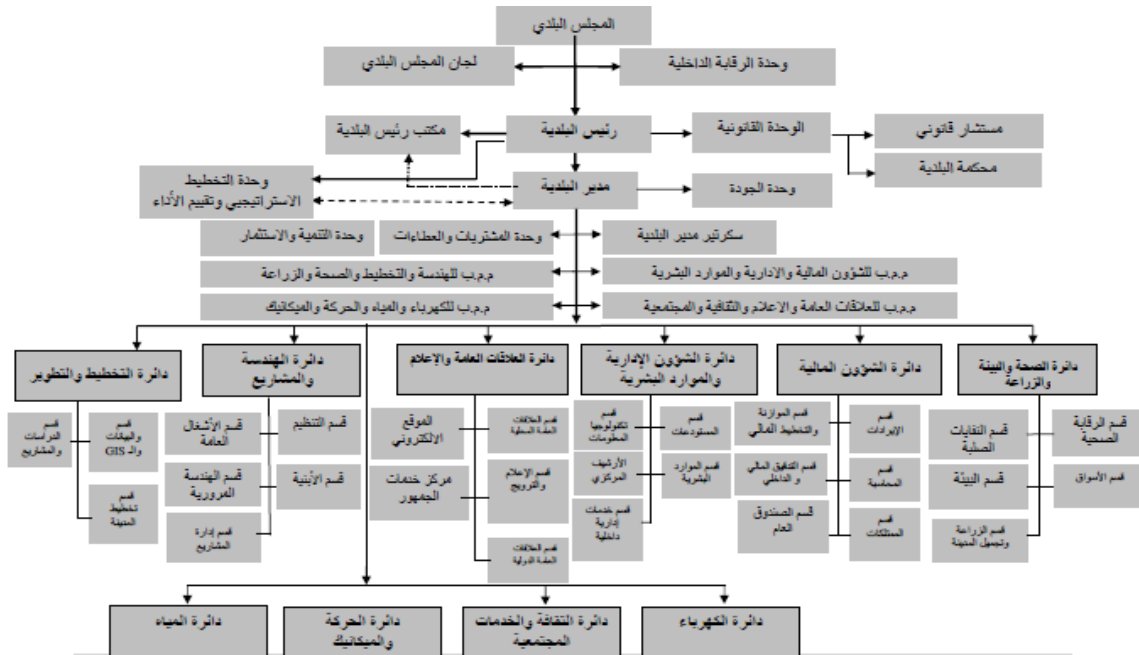 المجلس البلدي
وحدة الرقابة الداخلية
لجان المجلس البلدي
رئيس البلدية
الوحدة القانونية
مستشار قانوني
مكتب رئيس البلدية
محكمة البلدية
مدير البلدية
وحدة الجودة
وحدة التخطيط
الاستراتيجي وتقييم الأداء
سكرتير مدير البلدية
وحدة المشتريات والعطاءات
وحدة التنمية والاستثمار
م.م.ب للشؤون المالية والادارية والموارد البشرية
م.م.ب للهندسة والتخطيط والصحة والزراعة
م.م.ب للعلاقات العامة والاعلام والثقافية والمجتمعية
م.م.ب للكهرباء والمياه والحركة والميكانيك
دائرة الصحة والبيئة
والزراعة
دائرة الشؤون المالية
دائرة الشؤون الإدارية
والموارد البشرية
دائرة العلاقات العامة والإعلام
دائرة الهندسة
والمشاريع
دائرة التخطيط والتطوير
قسم الرقابة
الصحية
قسم النفايات
الصلبة
قسم الأسواق
قسم البيئة
قسم الزراعة
وتجميل المدينة
قسم
الإيرادات
قسم الموازنة
والتخطيط المالي
قسم
المحاسبة
قسم التدقيق المالي
و الداخلي
قسم
الممتلكات
قسم الصندوق
العام
قسم
المستودعات
قسم
تكنولوجيا
المعلومات
قسم الموارد
البشرية
الأرشيف
المركزي
قسم خدمات
إدارية
داخلية
قسم العلاقات
العامة المحلية
الموقع
الالكتروني
قسم الإعلام
والترويج
مركز خدمات
الجمهور
قسم العلاقات
العامة الدولية
قسم التنظيم
قسم الأشغال
العامة
قسم الأبنية
قسم الهندسة
المرورية
قسم إدارة
المشاريع
قسم
والبيانات
والـ GIS
قسم
الدراسات
والمشاريع
قسم
تخطيط
المدينة
دائرة الكهرباء
دائرة الثقافة والخدمات
المجتمعية
دائرة الحركة
والميكانيك
دائرة المياه